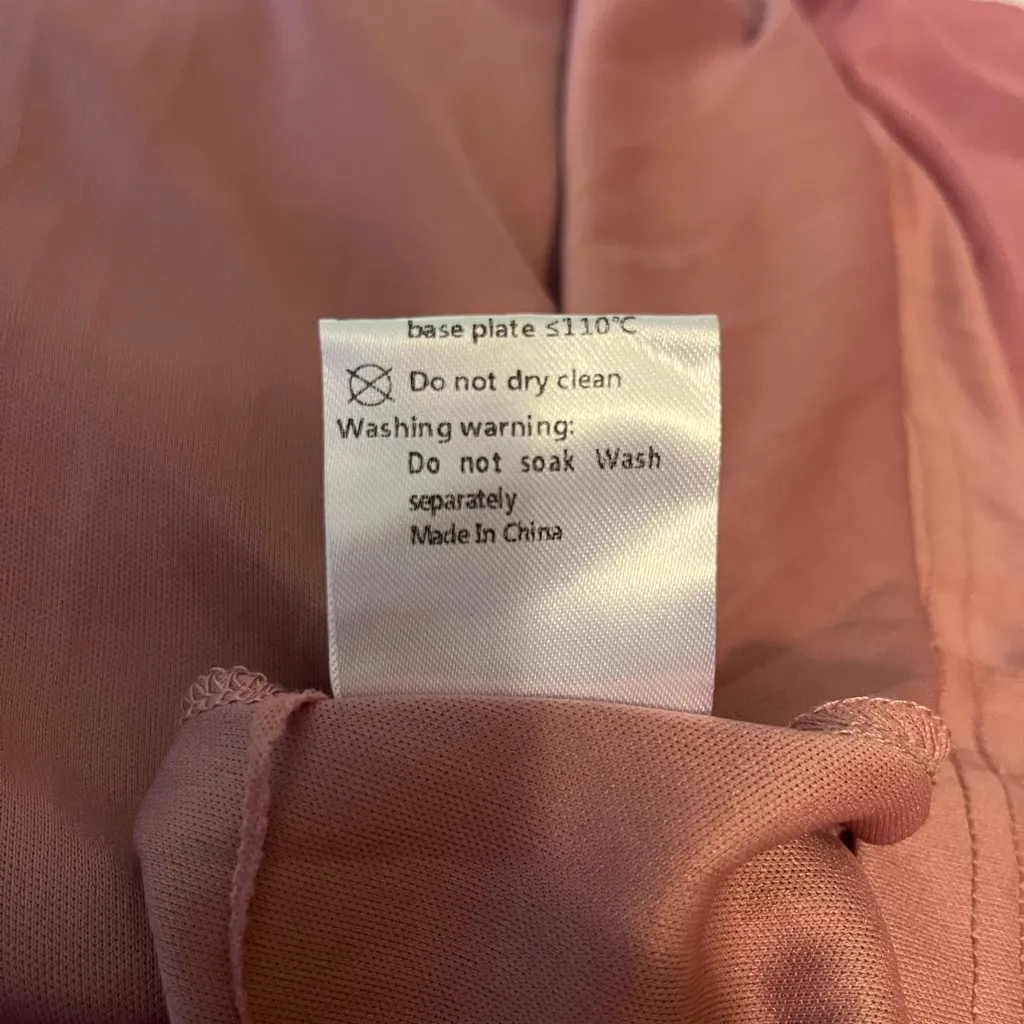 base plate ≤110℃
Do not dry clean
Washing warning:
Do not soak Wash
separately
Made In China